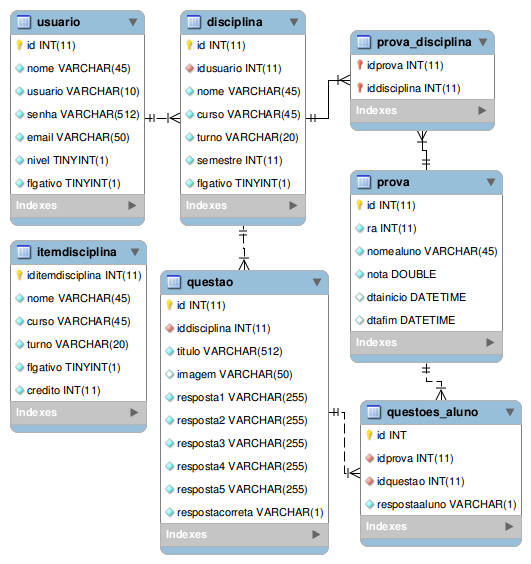 usuario
id INT(11)
nome VARCHAR(45)
usuario VARCHAR(10)
senha VARCHAR(512)
email VARCHAR(50)
nivel TINYINT(1)
flgativo TINYINT(1)
Indexes
disciplina
id INT(11)
idusuario INT(11)
nome VARCHAR(45)
curso VARCHAR(45)
turno VARCHAR(20)
semestre INT(11)
flgativo TINYINT(1)
Indexes
prova_disciplina
idprova INT(11)
iddisciplina INT(11)
Indexes
prova
id INT(11)
ra INT(11)
nomealuno VARCHAR(45)
nota DOUBLE
dtainicio DATETIME
dtafim DATETIME
Indexes
itemdisciplina
iditemdisciplina INT(11)
nome VARCHAR(45)
curso VARCHAR(45)
turno VARCHAR(20)
flgativo TINYINT(1)
credito INT(11)
Indexes
questao
id INT(11)
iddisciplina INT(11)
titulo VARCHAR(512)
imagem VARCHAR(50)
resposta1 VARCHAR(255)
resposta2 VARCHAR(255)
resposta3 VARCHAR(255)
resposta4 VARCHAR(255)
resposta5 VARCHAR(255)
respostacorreta VARCHAR(1)
Indexes
questoes_aluno
id INT
idprova INT(11)
idquestao INT(11)
respostaaluno VARCHAR(1)
Indexes